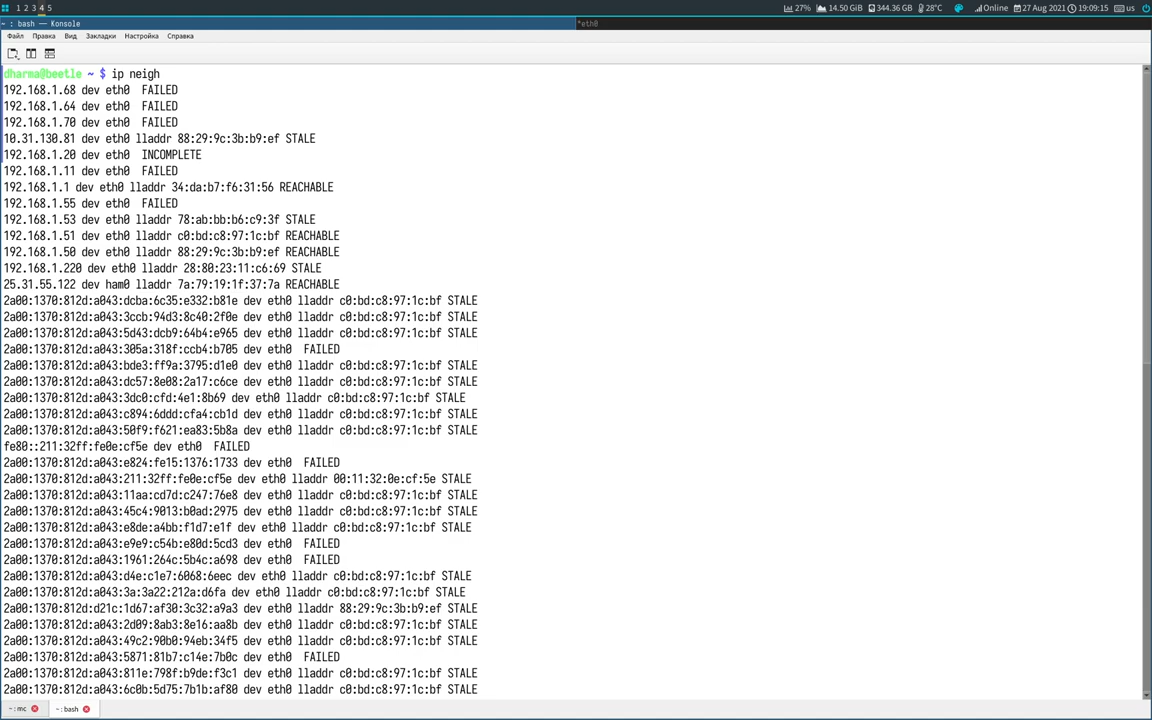 1 2 3 4 5
27% 14.50 GiB 344.36 GB 28°C Online 27 Aug 2021 19:09:15 us
~ : bash — Konsole
*eth0
Файл Правка Вид Закладки Настройка Справка
dharma@beetle ~ $ ip neigh
192.168.1.68 dev eth0  FAILED
192.168.1.64 dev eth0  FAILED
192.168.1.70 dev eth0  FAILED
10.31.130.81 dev eth0 lladdr 88:29:9c:3b:b9:ef STALE
192.168.1.20 dev eth0  INCOMPLETE
192.168.1.11 dev eth0  FAILED
192.168.1.1 dev eth0 lladdr 34:da:b7:f6:31:56 REACHABLE
192.168.1.55 dev eth0  FAILED
192.168.1.53 dev eth0 lladdr 78:ab:bb:b6:c9:3f STALE
192.168.1.51 dev eth0 lladdr c0:bd:c8:97:1c:bf REACHABLE
192.168.1.50 dev eth0 lladdr 88:29:9c:3b:b9:ef REACHABLE
192.168.1.220 dev eth0 lladdr 28:80:23:11:c6:69 STALE
25.31.55.122 dev ham0 lladdr 7a:79:19:1f:37:7a REACHABLE
2a00:1370:812d:a043:dcba:6c35:e332:b81e dev eth0 lladdr c0:bd:c8:97:1c:bf STALE
2a00:1370:812d:a043:3ccb:94d3:8c40:2f0e dev eth0 lladdr c0:bd:c8:97:1c:bf STALE
2a00:1370:812d:a043:5d43:dcb9:64b4:e965 dev eth0 lladdr c0:bd:c8:97:1c:bf STALE
2a00:1370:812d:a043:305a:318f:ccb4:b705 dev eth0  FAILED
2a00:1370:812d:a043:bde3:ff9a:3795:d1e0 dev eth0 lladdr c0:bd:c8:97:1c:bf STALE
2a00:1370:812d:a043:dc57:8e08:2a17:c6ce dev eth0 lladdr c0:bd:c8:97:1c:bf STALE
2a00:1370:812d:a043:3dc0:cfd:4e1:8b69 dev eth0 lladdr c0:bd:c8:97:1c:bf STALE
2a00:1370:812d:a043:c894:6ddd:cfa4:cb1d dev eth0 lladdr c0:bd:c8:97:1c:bf STALE
2a00:1370:812d:a043:50f9:f621:ea83:5b8a dev eth0 lladdr c0:bd:c8:97:1c:bf STALE
fe80::211:32ff:fe0e:cf5e dev eth0  FAILED
2a00:1370:812d:a043:e824:fe15:1376:1733 dev eth0  FAILED
2a00:1370:812d:a043:211:32ff:fe0e:cf5e dev eth0 lladdr 00:11:32:0e:cf:5e STALE
2a00:1370:812d:a043:11aa:cd7d:c247:76e8 dev eth0 lladdr c0:bd:c8:97:1c:bf STALE
2a00:1370:812d:a043:45c4:9013:b0ad:2975 dev eth0 lladdr c0:bd:c8:97:1c:bf STALE
2a00:1370:812d:a043:e8de:a4bb:f1d7:e1f dev eth0 lladdr c0:bd:c8:97:1c:bf STALE
2a00:1370:812d:a043:e9e9:c54b:e80d:5cd3 dev eth0  FAILED
2a00:1370:812d:a043:1961:264c:5b4c:a698 dev eth0  FAILED
2a00:1370:812d:a043:d4e:c1e7:6068:6eec dev eth0 lladdr c0:bd:c8:97:1c:bf STALE
2a00:1370:812d:a043:3a:3a22:212a:d6fa dev eth0 lladdr c0:bd:c8:97:1c:bf STALE
2a00:1370:812d:d21c:1d67:af30:3c32:a9a3 dev eth0 lladdr 88:29:9c:3b:b9:ef STALE
2a00:1370:812d:a043:2d09:8ab3:8e16:aa8b dev eth0 lladdr c0:bd:c8:97:1c:bf STALE
2a00:1370:812d:a043:49c2:90b0:94eb:34f5 dev eth0 lladdr c0:bd:c8:97:1c:bf STALE
2a00:1370:812d:a043:5871:81b7:c14e:7b0c dev eth0  FAILED
2a00:1370:812d:a043:811e:798f:b9de:f3c1 dev eth0 lladdr c0:bd:c8:97:1c:bf STALE
2a00:1370:812d:a043:6c0b:5d75:7b1b:af80 dev eth0 lladdr c0:bd:c8:97:1c:bf STALE
~ : mc ~ : bash